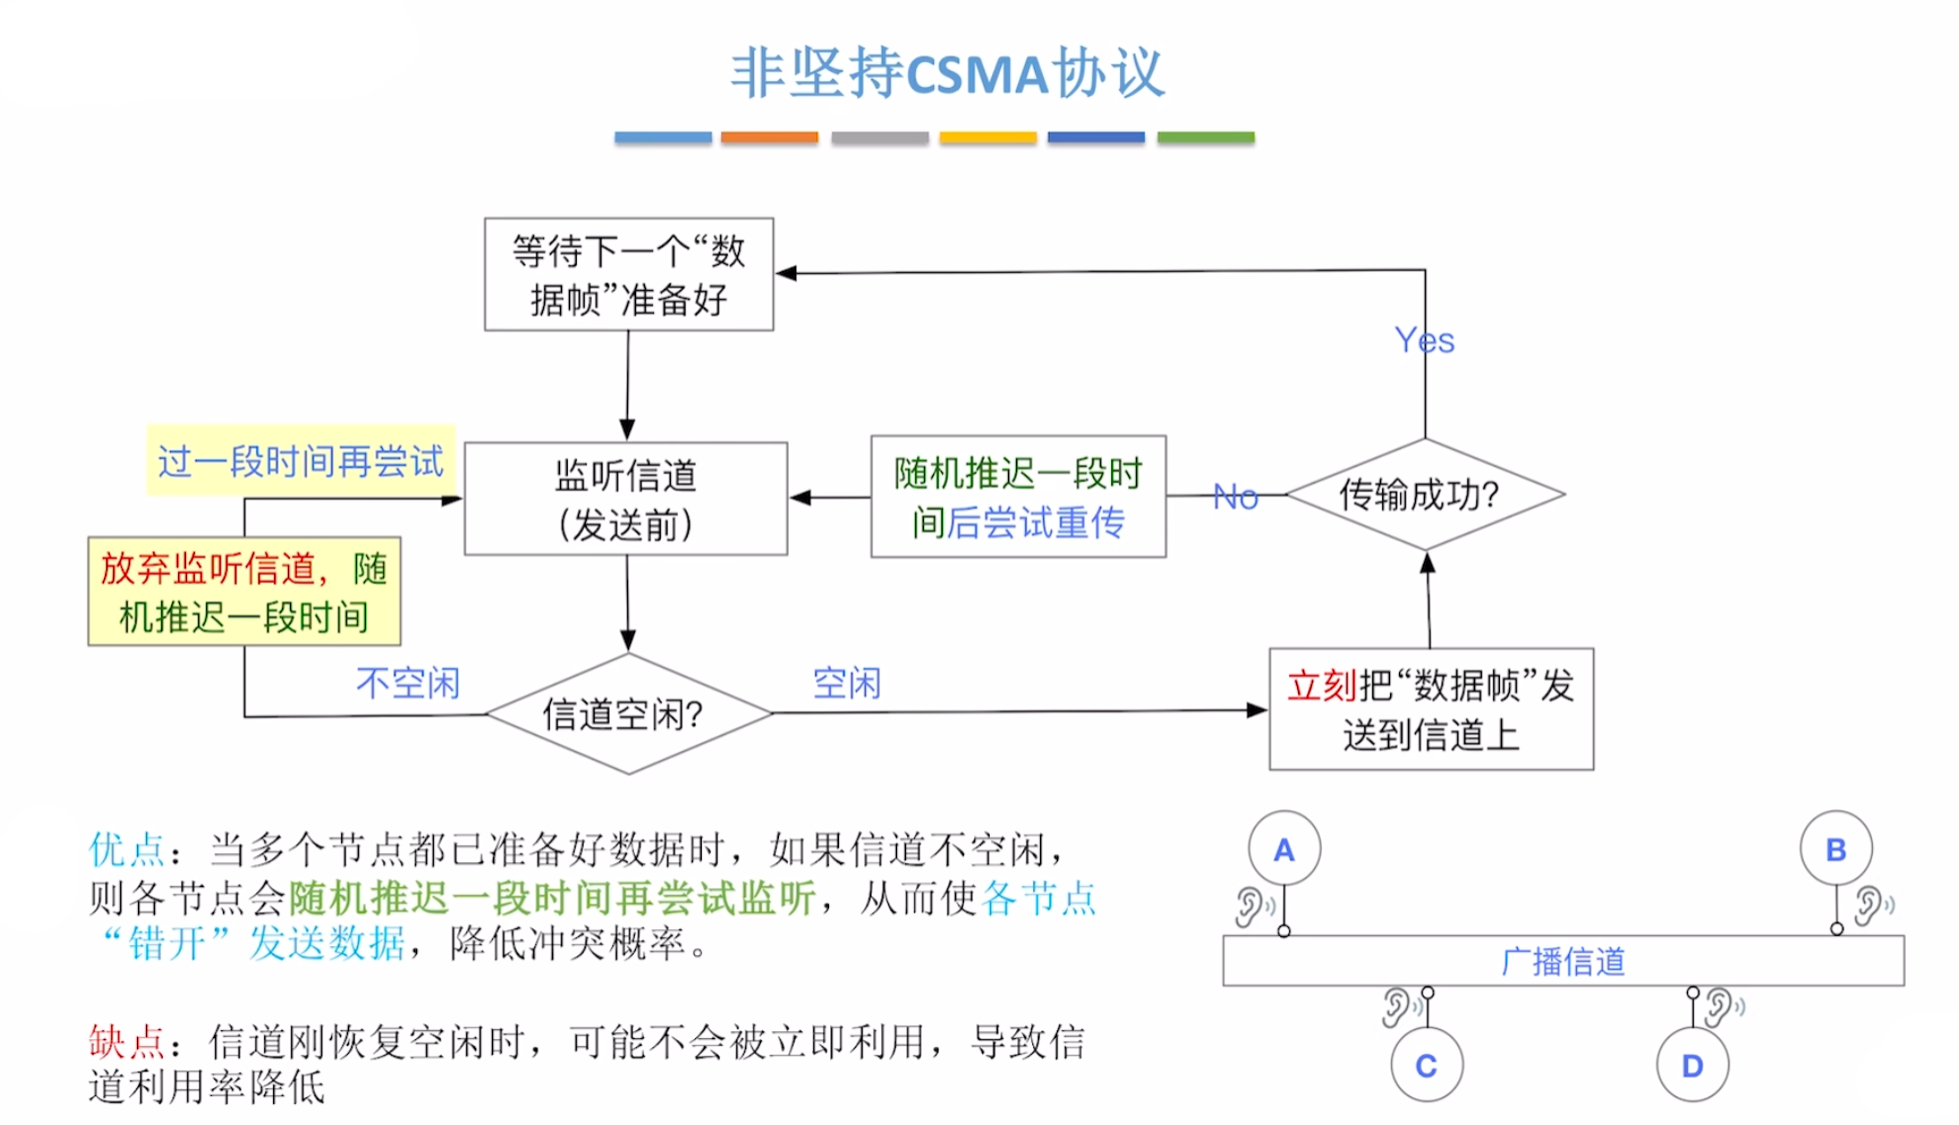 非坚持CSMA协议
等待下一个“数
据帧”准备好
Yes
过一段时间再尝试
监听信道
（发送前）
随机推迟一段时
间后尝试重传
No
传输成功?
放弃监听信道，随
机推迟一段时间
不空闲
信道空闲?
空闲
立刻把“数据帧”发
送到信道上
优点：当多个节点都已准备好数据时，如果信道不空闲，
则各节点会随机推迟一段时间再尝试监听，从而使各节点
“错开”发送数据，降低冲突概率。
缺点：信道刚恢复空闲时，可能不会被立即利用，导致信
道利用率降低
A
B
广播信道
C
D